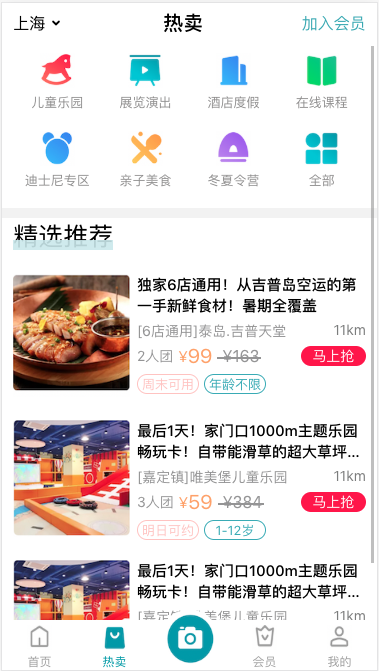 上海
热卖
加入会员
儿童乐园
展览演出
酒店度假
在线课程
迪士尼专区
亲子美食
冬夏令营
全部
精选推荐
独家6店通用！从吉普岛空运的第
一手新鲜食材！暑期全覆盖
[6店通用]泰岛.吉普天堂
11km
2人团 ¥99 ¥163
马上抢
周末可用
年龄不限
最后1天！家门口1000m主题乐园
畅玩卡！自带能滑草的超大草坪...
[嘉定镇]唯美堡儿童乐园
11km
3人团 ¥59 ¥384
马上抢
明日可约
1-12岁
最后1天！家门口1000m主题乐园
畅玩卡！自带能滑草的超大草坪...
[嘉定镇]唯美堡儿童乐园
11km
首页
热卖
会员
我的